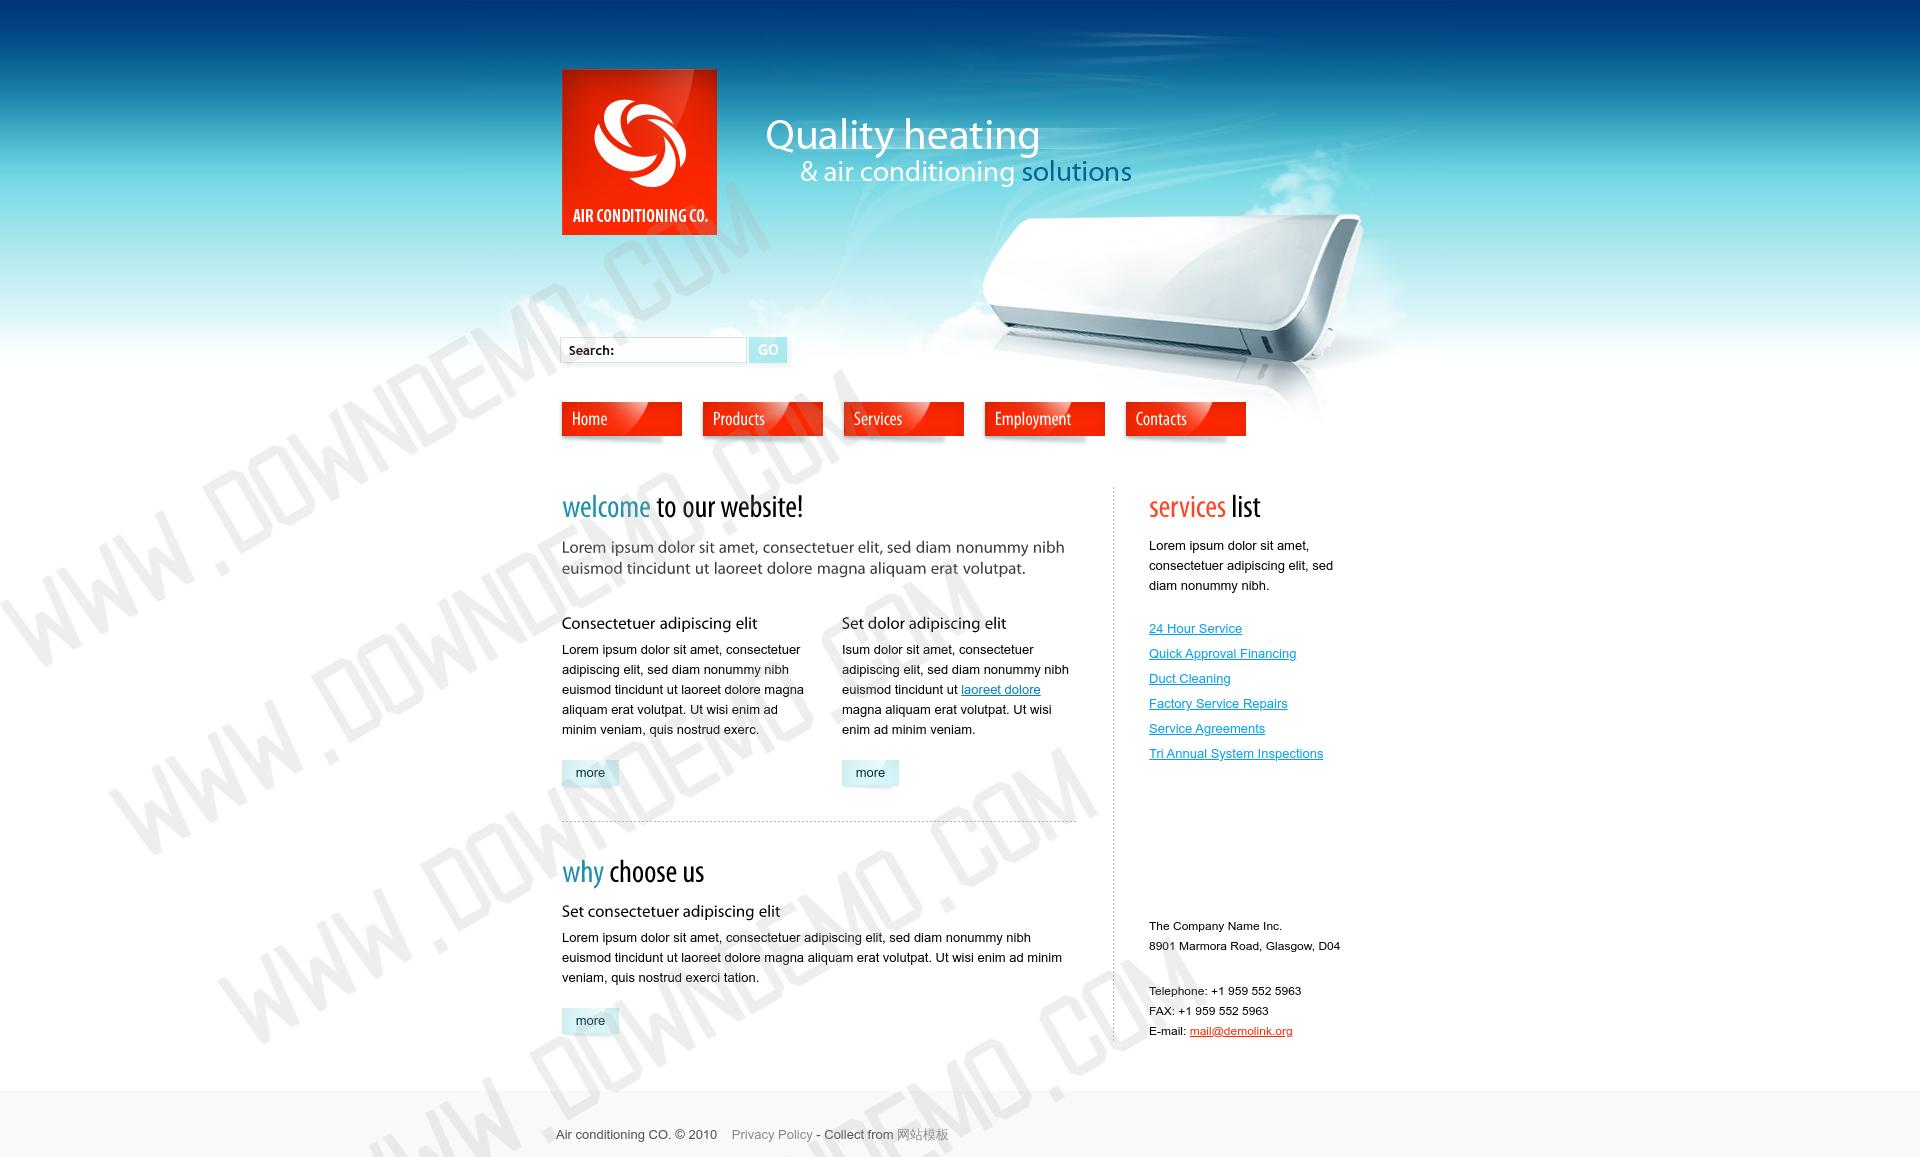 AIR CONDITIONING CO.
Quality heating
& air conditioning solutions
Search:
GO
Home
Products
Services
Employment
Contacts
welcome to our website!
Lorem ipsum dolor sit amet, consectetuer elit, sed diam nonummy nibh
euismod tincidunt ut laoreet dolore magna aliquam erat volutpat.
Consectetuer adipiscing elit
Lorem ipsum dolor sit amet, consectetuer
adipiscing elit, sed diam nonummy nibh
euismod tincidunt ut laoreet dolore magna
aliquam erat volutpat. Ut wisi enim ad
minim veniam, quis nostrud exerc.
more
Set dolor adipiscing elit
Isum dolor sit amet, consectetuer
adipiscing elit, sed diam nonummy nibh
euismod tincidunt ut laoreet dolore
magna aliquam erat volutpat. Ut wisi
enim ad minim veniam.
more
why choose us
Set consectetuer adipiscing elit
Lorem ipsum dolor sit amet, consectetuer adipiscing elit, sed diam nonummy nibh
euismod tincidunt ut laoreet dolore magna aliquam erat volutpat. Ut wisi enim ad minim
veniam, quis nostrud exerci tation.
more
services list
Lorem ipsum dolor sit amet,
consectetuer adipiscing elit, sed
diam nonummy nibh.
24 Hour Service
Quick Approval Financing
Duct Cleaning
Factory Service Repairs
Service Agreements
Tri Annual System Inspections
The Company Name Inc.
8901 Marmora Road, Glasgow, D04
Telephone: +1 959 552 5963
FAX: +1 959 552 5963
E-mail: mail@demolink.org
Air conditioning CO. © 2010 Privacy Policy - Collect from 网站模板
WWW.DOWNDEMO.COM
WWW.DOWNDEMO.COM
WWW.DOWNDEMO.COM
WWW.DOWNDEMO.COM
NDEMO.COM